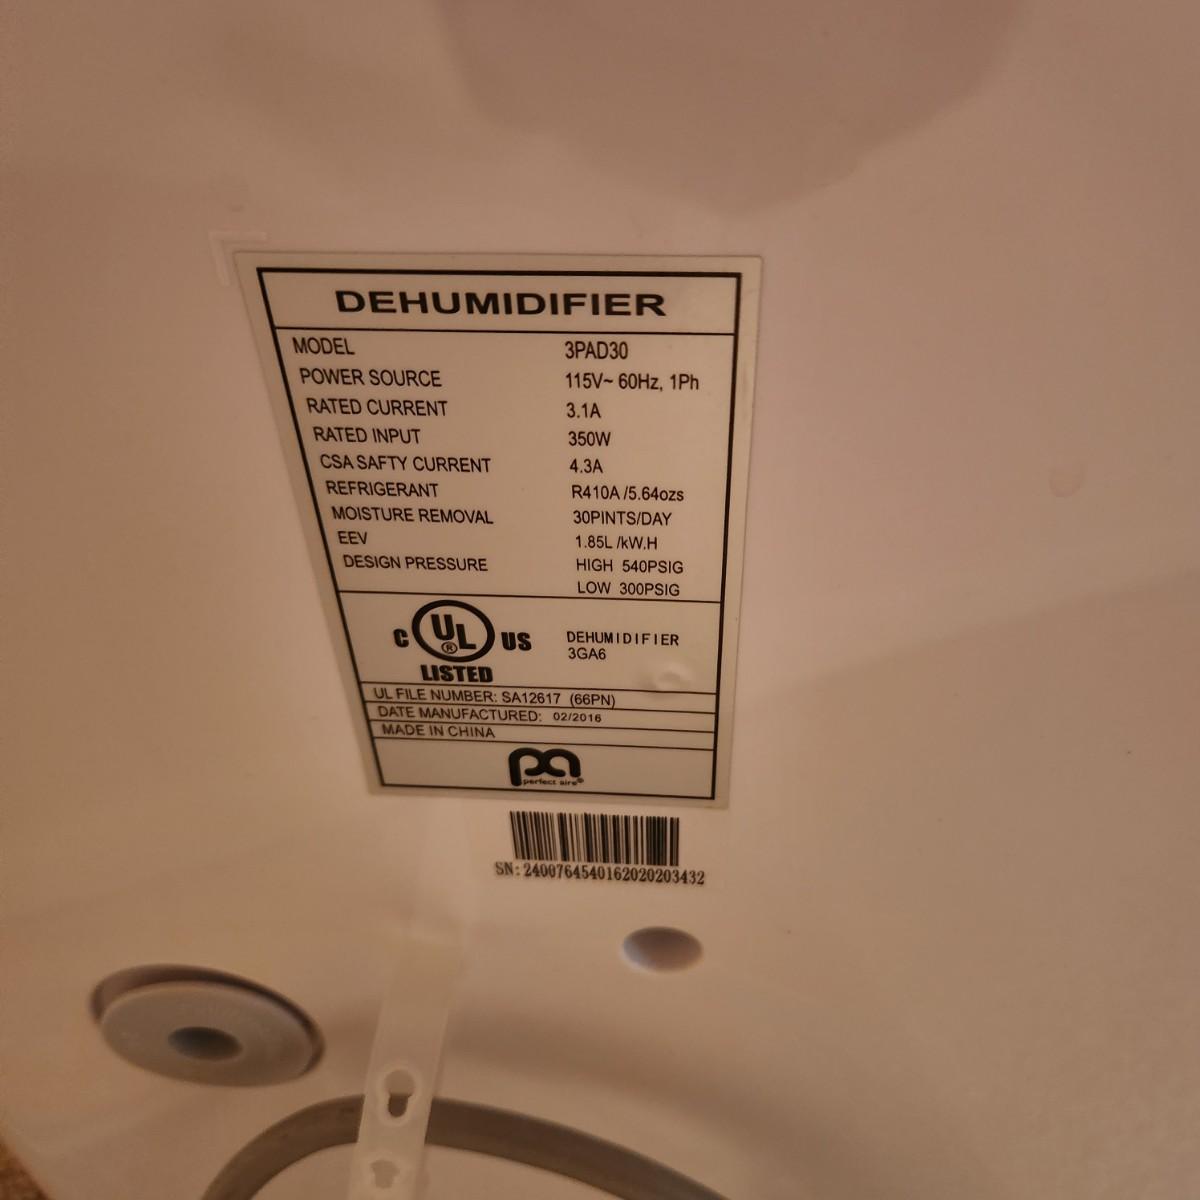 DEHUMIDIFIER
MODEL 3PAD30
POWER SOURCE 115V~ 60Hz, 1Ph
RATED CURRENT 3.1A
RATED INPUT 350W
CSA SAFTY CURRENT 4.3A
REFRIGERANT R410A /5.64ozs
MOISTURE REMOVAL 30PINTS/DAY
EEV 1.85L /kW.H
DESIGN PRESSURE HIGH 540PSIG
LOW 300PSIG
C UL® US
LISTED
DEHUMIDIFIER
3GA6
UL FILE NUMBER: SA12617 (66PN)
DATE MANUFACTURED: 02/2016
MADE IN CHINA
pa
perfect aire®
SN:2400764540162020203432